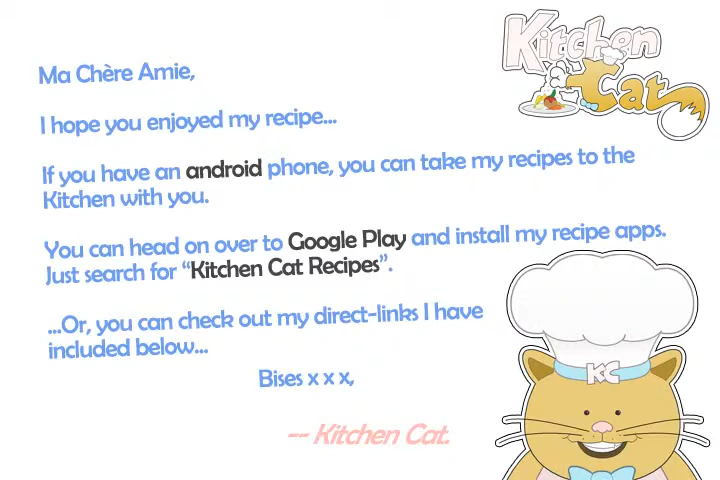 Kitchen
Cat
Ma Chère Amie,
I hope you enjoyed my recipe...
If you have an android phone, you can take my recipes to the
Kitchen with you.
You can head on over to Google Play and install my recipe apps.
Just search for “Kitchen Cat Recipes”.
...Or, you can check out my direct-links I have
included below...
Bises x x x,
-- Kitchen Cat.
KC